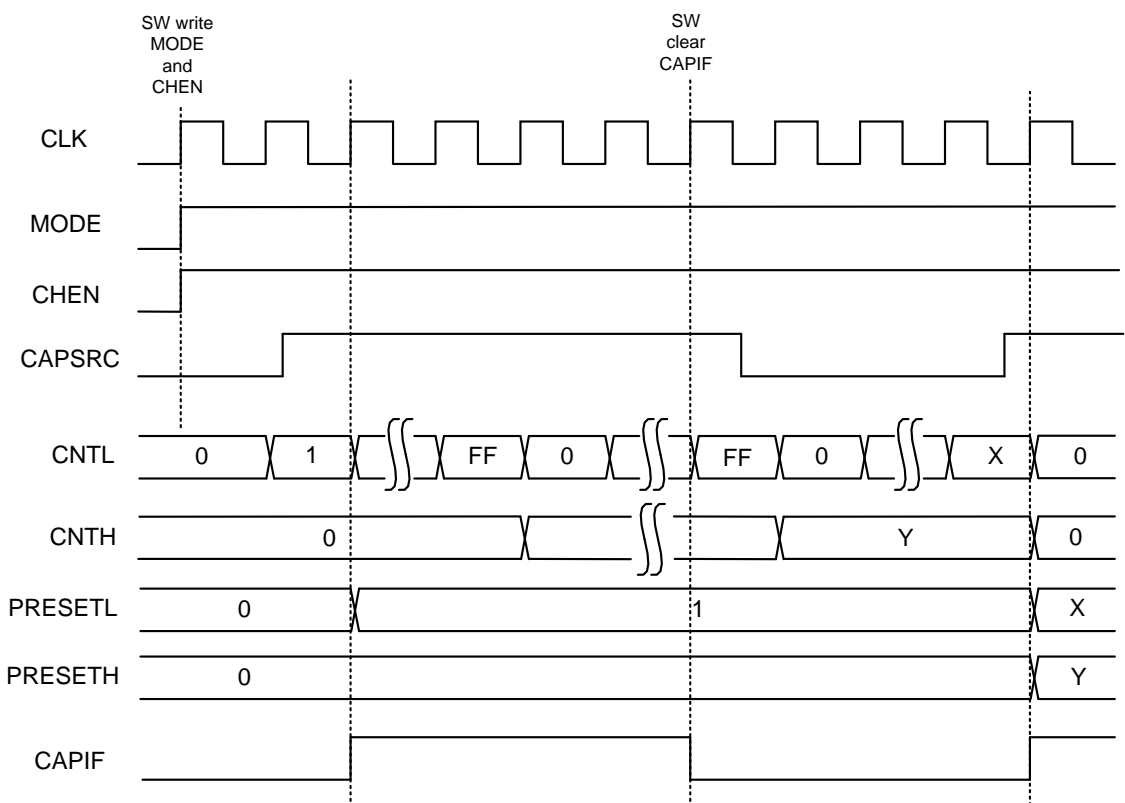 SW write
MODE
and
CHEN
SW
clear
CAPIF
CLK
MODE
CHEN
CAPSRC
CNTL 0 1 FF 0 FF 0 X 0
CNTH 0 Y 0
PRESETL 0 1 X
PRESETH 0 Y
CAPIF